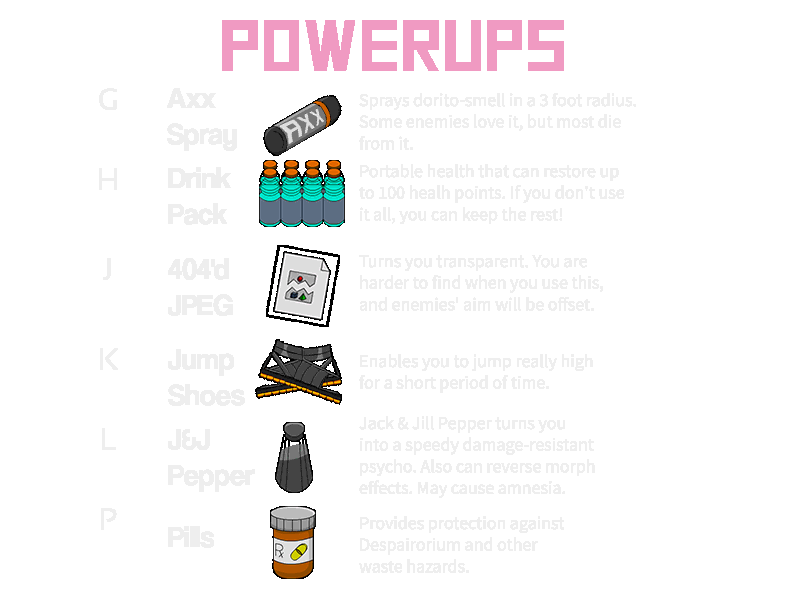 POWERUPS
G
Axx
Spray
AXX
Sprays dorito-smell in a 3 foot radius.
Some enemies love it, but most die
from it.
H
Drink
Pack
Portable health that can restore up
to 100 healh points. If you don't use
it all, you can keep the rest!
J
404'd
JPEG
Turns you transparent. You are
harder to find when you use this,
and enemies' aim will be offset.
K
Jump
Shoes
Enables you to jump really high
for a short period of time.
L
J&J
Pepper
Jack & Jill Pepper turns you
into a speedy damage-resistant
psycho. Also can reverse morph
effects. May cause amnesia.
P
Pills
Rx
Provides protection against
Despairorium and other
waste hazards.